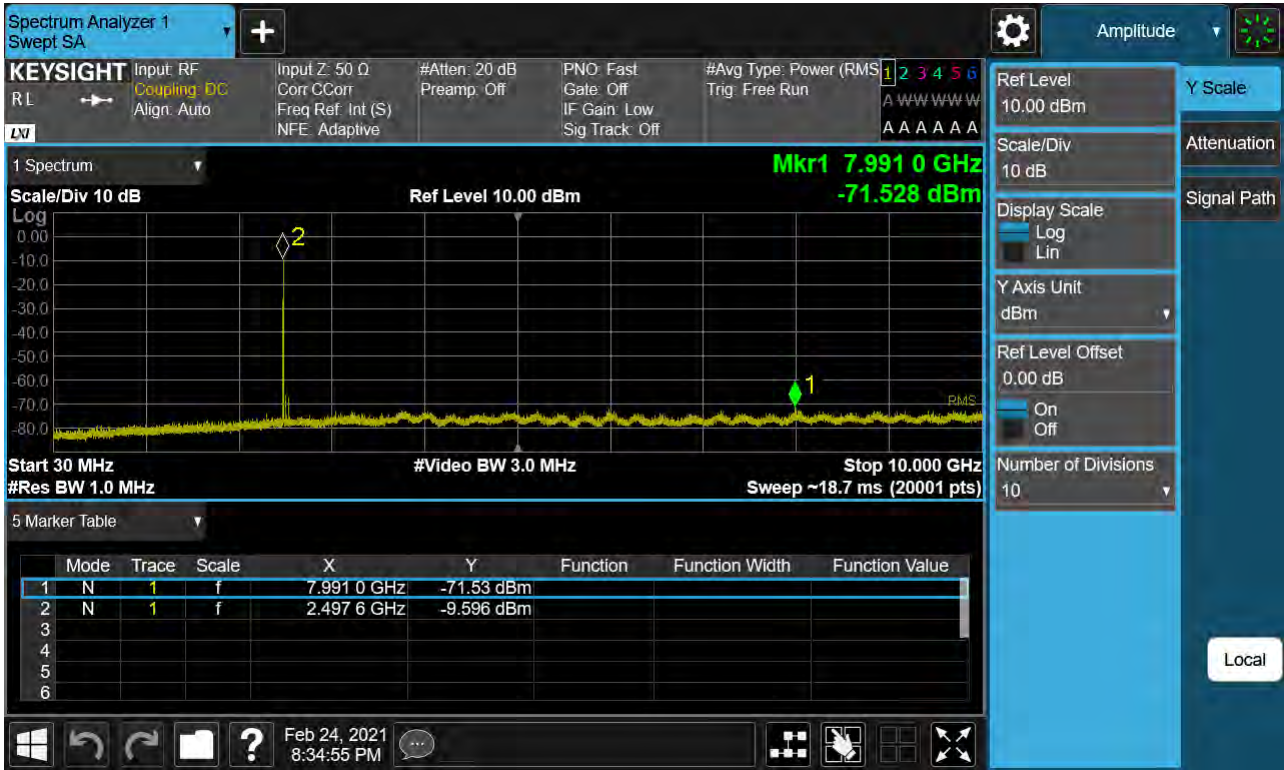 Spectrum Analyzer 1
Swept SA
+
Amplitude
KEYSIGHT
RL
LXI
Input: RF
Coupling: DC
Align: Auto
Input Z: 50 Ω
Corr CCorr
Freq Ref: Int (S)
NFE: Adaptive
#Atten: 20 dB
Preamp: Off
PNO: Fast
Gate: Off
IF Gain: Low
Sig Track: Off
#Avg Type: Power (RMS
Trig: Free Run
1 2 3 4 5 6
A W W W W W
A A A A A A
1 Spectrum
Mkr1 7.991 0 GHz
Scale/Div 10 dB
Ref Level 10.00 dBm
-71.528 dBm
Log
0.00
-10.0
-20.0
-30.0
-40.0
-50.0
-60.0
-70.0
-80.0
2
1
RMS
Start 30 MHz
#Video BW 3.0 MHz
Stop 10.000 GHz
#Res BW 1.0 MHz
Sweep ~18.7 ms (20001 pts)
5 Marker Table
Mode Trace Scale X Y Function Function Width Function Value
1 N 1 f 7.991 0 GHz -71.53 dBm
2 N 1 f 2.497 6 GHz -9.596 dBm
3
4
5
6
Ref Level
10.00 dBm
Scale/Div
10 dB
Display Scale
Log
Lin
Y Axis Unit
dBm
Ref Level Offset
0.00 dB
On
Off
Number of Divisions
10
Y Scale
Attenuation
Signal Path
Local
?
Feb 24, 2021
8:34:55 PM